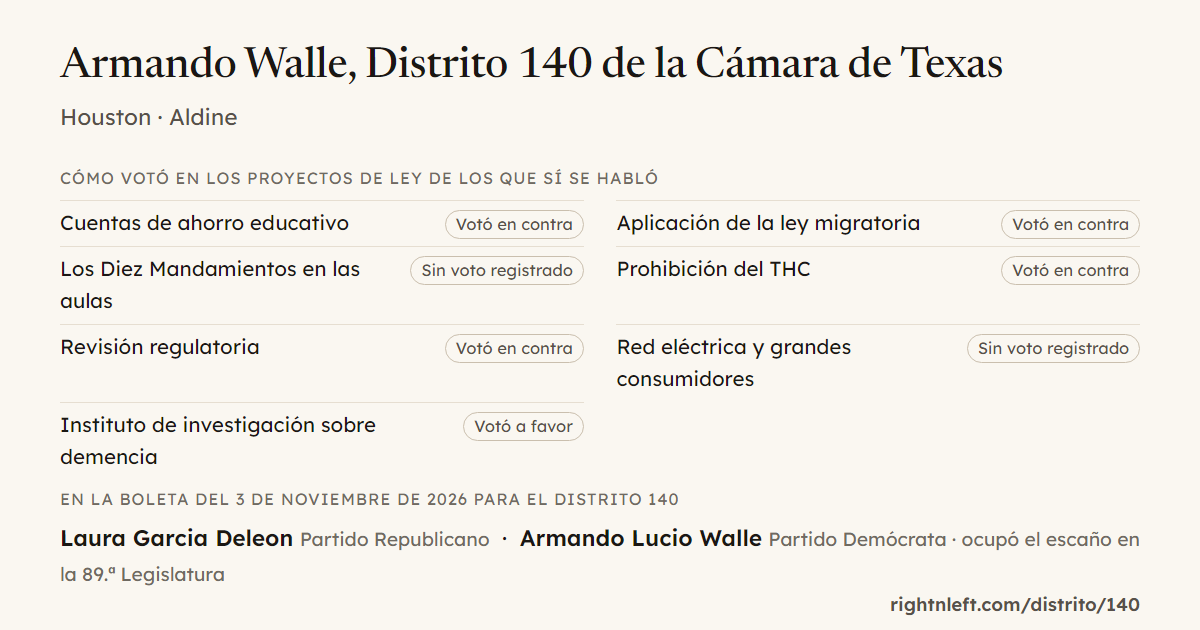 Armando Walle, Distrito 140 de la Cámara de Texas
Houston · Aldine
CÓMO VOTÓ EN LOS PROYECTOS DE LEY DE LOS QUE SÍ SE HABLÓ
Cuentas de ahorro educativo Votó en contra
Aplicación de la ley migratoria Votó en contra
Los Diez Mandamientos en las Sin voto registrado
aulas
Prohibición del THC Votó en contra
Revisión regulatoria Votó en contra
Red eléctrica y grandes Sin voto registrado
consumidores
Instituto de investigación sobre Votó a favor
demencia
EN LA BOLETA DEL 3 DE NOVIEMBRE DE 2026 PARA EL DISTRITO 140
Laura Garcia Deleon Partido Republicano · Armando Lucio Walle Partido Demócrata · ocupó el escaño en
la 89.ª Legislatura
rightnleft.com/distrito/140